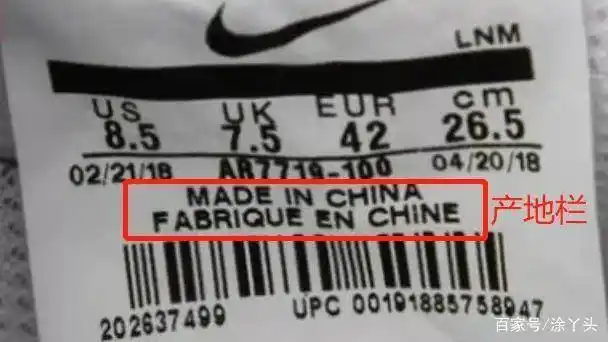 LNM
US UK EUR cm
8.5 7.5 42 26.5
02/21/18 AR7719-100 04/20/18
MADE IN CHINA
FABRIQUE EN CHINE
产地栏
202637499 UPC 00191885758947
百家号/涂丫头